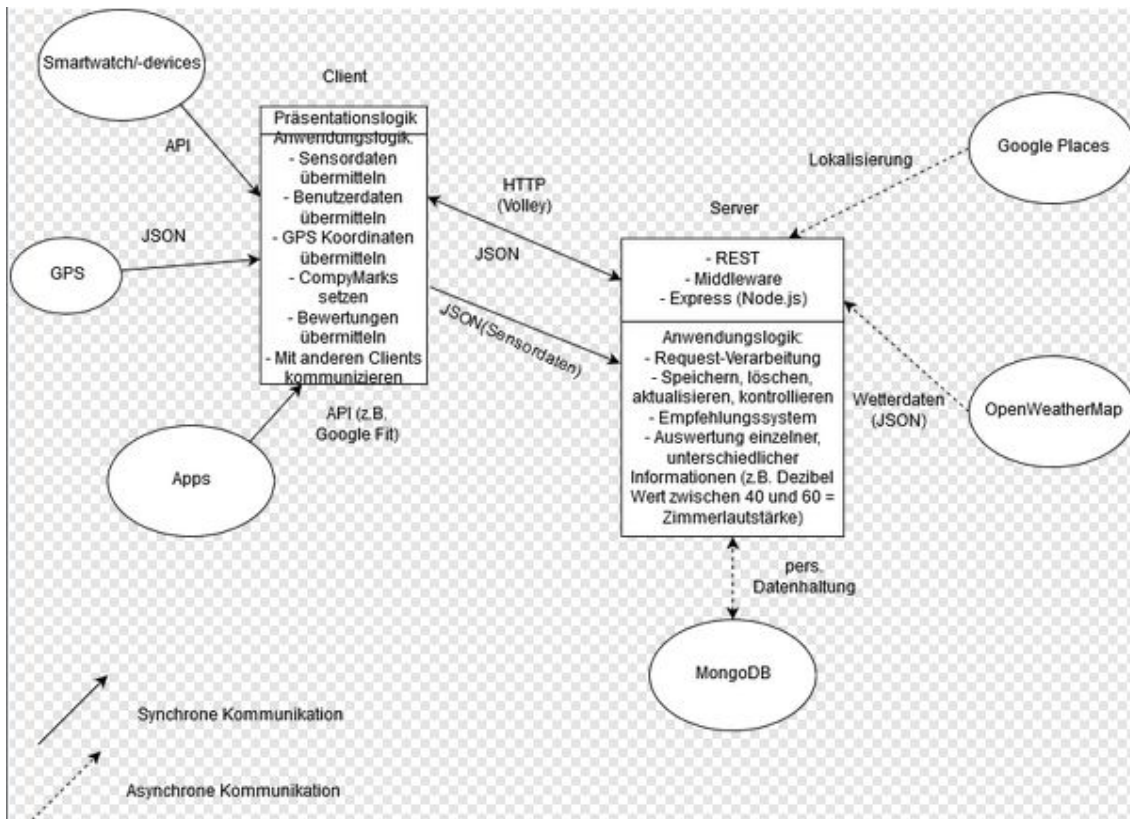 Smartwatch/-devices
Client
Präsentationslogik
Anwendungslogik:
- Sensordaten
übermitteln
- Benutzerdaten
übermitteln
- GPS Koordinaten
übermitteln
- CompyMarks
setzen
- Bewertungen
übermitteln
- Mit anderen Clients
kommunizieren
API
JSON
GPS
API (z.B.
Google Fit)
Apps
HTTP
(Volley)
JSON
JSON(Sensordaten)
Server
- REST
- Middleware
- Express (Node.js)
Anwendungslogik:
- Request-Verarbeitung
- Speichern, löschen,
aktualisieren, kontrollieren
- Empfehlungssystem
- Auswertung einzelner,
unterschiedlicher
Informationen (z.B. Dezibel
Wert zwischen 40 und 60 =
Zimmerlautstärke)
Lokalisierung
Google Places
Wetterdaten
(JSON)
OpenWeatherMap
pers.
Datenhaltung
MongoDB
Synchrone Kommunikation
Asynchrone Kommunikation